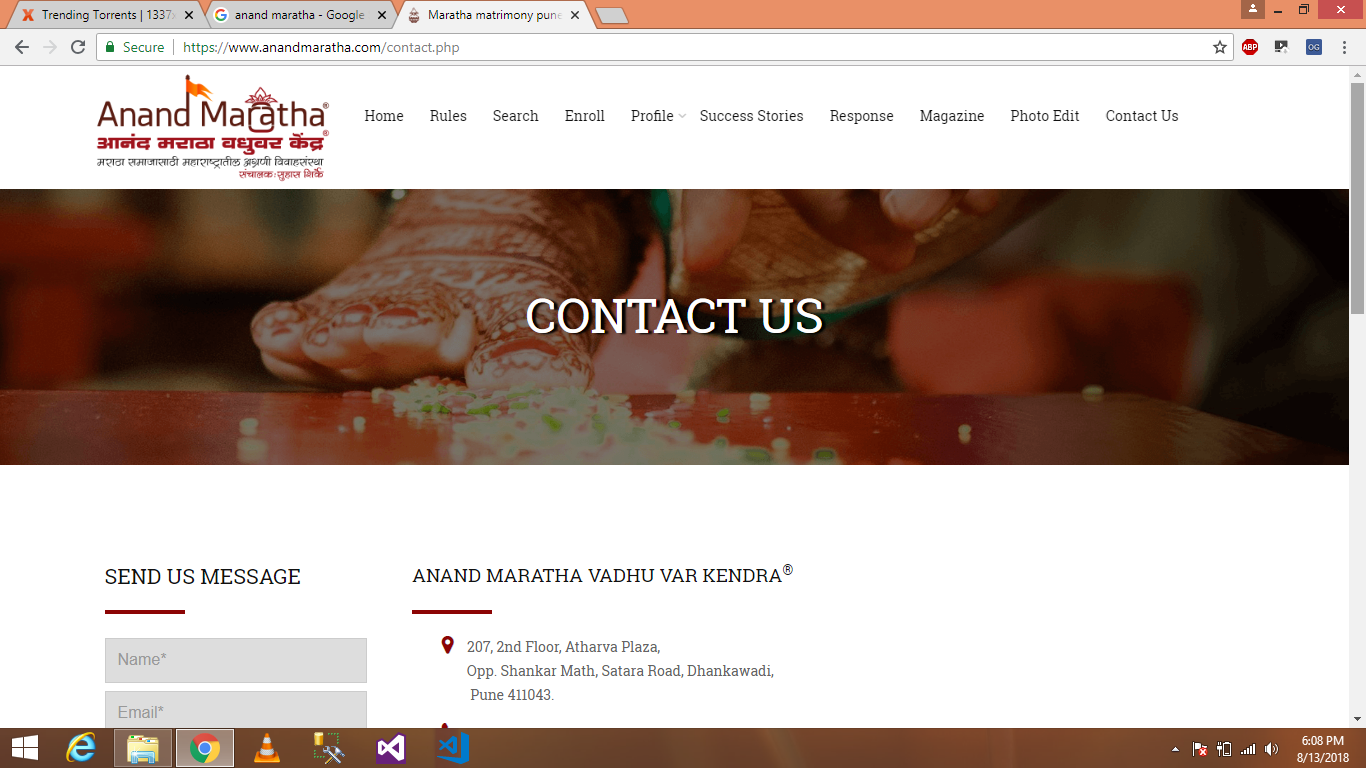 Trending Torrents | 1337x
anand maratha - Google
Maratha matrimony pune
Secure
https://www.anandmaratha.com/contact.php
ABP
OG
Anand Maratha®
आनंद मराठा वधुवर केंद्र®
मराठा समाजासाठी महाराष्ट्रातील अग्रणी विवाहसंस्था
संचालक:सुहास शिर्के
Home
Rules
Search
Enroll
Profile
Success Stories
Response
Magazine
Photo Edit
Contact Us
CONTACT US
SEND US MESSAGE
Name*
Email*
ANAND MARATHA VADHU VAR KENDRA®
207, 2nd Floor, Atharva Plaza,
Opp. Shankar Math, Satara Road, Dhankawadi,
Pune 411043.
6:08 PM
8/13/2018